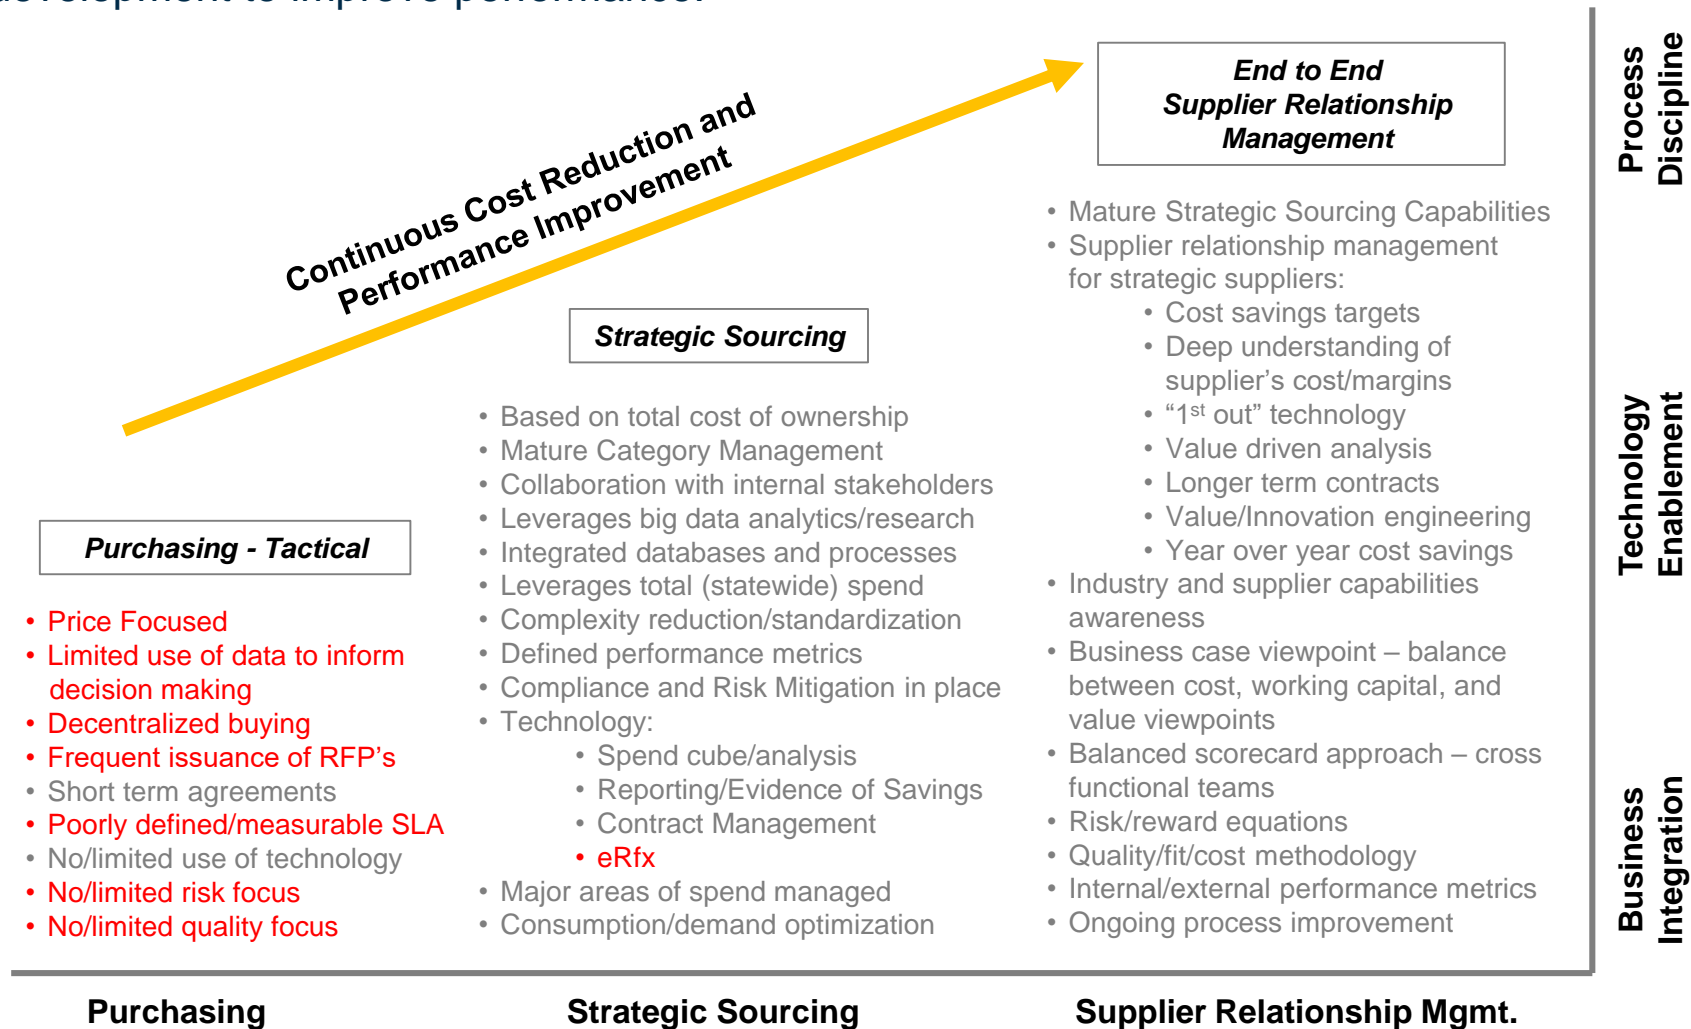 development to improve performance.
Continuous Cost Reduction and
Performance Improvement
Purchasing - Tactical
• Price Focused
• Limited use of data to inform
decision making
• Decentralized buying
• Frequent issuance of RFP's
• Short term agreements
• Poorly defined/measurable SLA
• No/limited use of technology
• No/limited risk focus
• No/limited quality focus
Strategic Sourcing
• Based on total cost of ownership
• Mature Category Management
• Collaboration with internal stakeholders
• Leverages big data analytics/research
• Integrated databases and processes
• Leverages total (statewide) spend
• Complexity reduction/standardization
• Defined performance metrics
• Compliance and Risk Mitigation in place
• Technology:
• Spend cube/analysis
• Reporting/Evidence of Savings
• Contract Management
• eRfx
• Major areas of spend managed
• Consumption/demand optimization
End to End
Supplier Relationship
Management
• Mature Strategic Sourcing Capabilities
• Supplier relationship management
for strategic suppliers:
• Cost savings targets
• Deep understanding of
supplier’s cost/margins
• “1st out” technology
• Value driven analysis
• Longer term contracts
• Value/Innovation engineering
• Year over year cost savings
• Industry and supplier capabilities
awareness
• Business case viewpoint – balance
between cost, working capital, and
value viewpoints
• Balanced scorecard approach – cross
functional teams
• Risk/reward equations
• Quality/fit/cost methodology
• Internal/external performance metrics
• Ongoing process improvement
Process
Discipline
Technology
Enablement
Business
Integration
Purchasing
Strategic Sourcing
Supplier Relationship Mgmt.